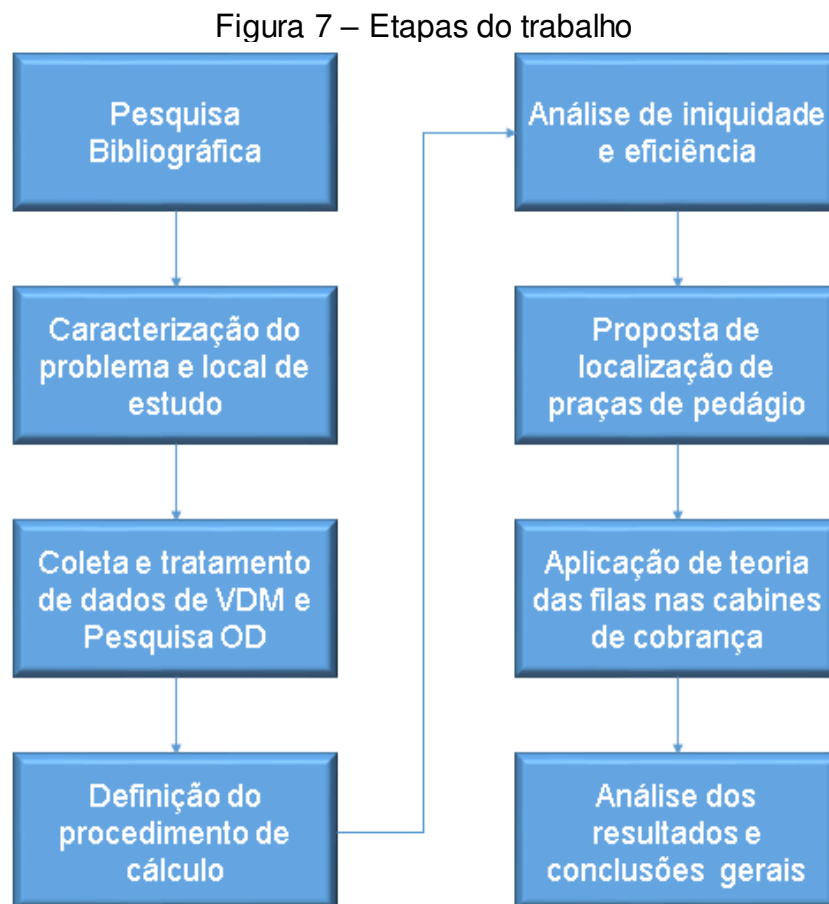 Figura 7 – Etapas do trabalho
Pesquisa
Bibliográfica
Caracterização do
problema e local de
estudo
Coleta e tratamento
de dados de VDM e
Pesquisa OD
Definição do
procedimento de
cálculo
Análise de iniquidade
e eficiência
Proposta de
localização de
praças de pedágio
Aplicação de teoria
das filas nas cabines
de cobrança
Análise dos
resultados e
conclusões gerais